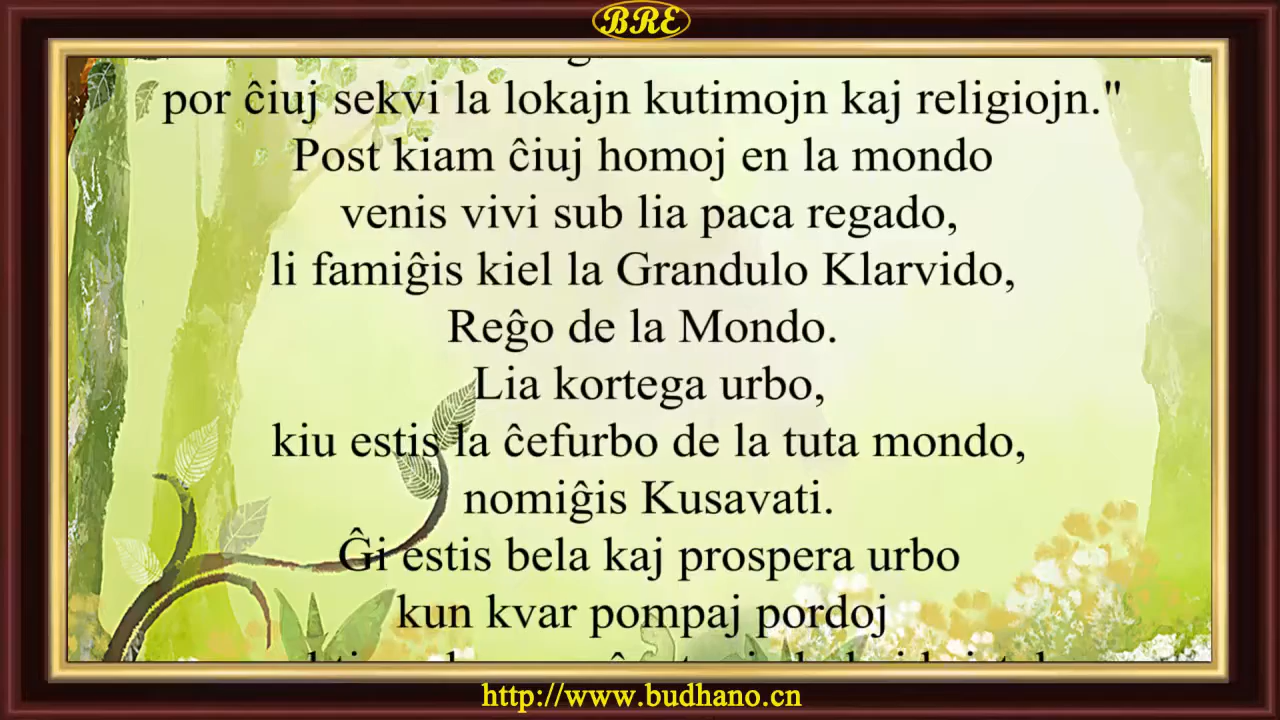 BRE
por ĉiuj sekvi la lokajn kutimojn kaj religiojn."
Post kiam ĉiuj homoj en la mondo
venis vivi sub lia paca regado,
li famiĝis kiel la Grandulo Klarvido,
Reĝo de la Mondo.
Lia kortega urbo,
kiu estis la ĉefurbo de la tuta mondo,
nomiĝis Kusavati.
Ĝi estis bela kaj prospera urbo
kun kvar pompaj pordoj
http://www.budhano.cn